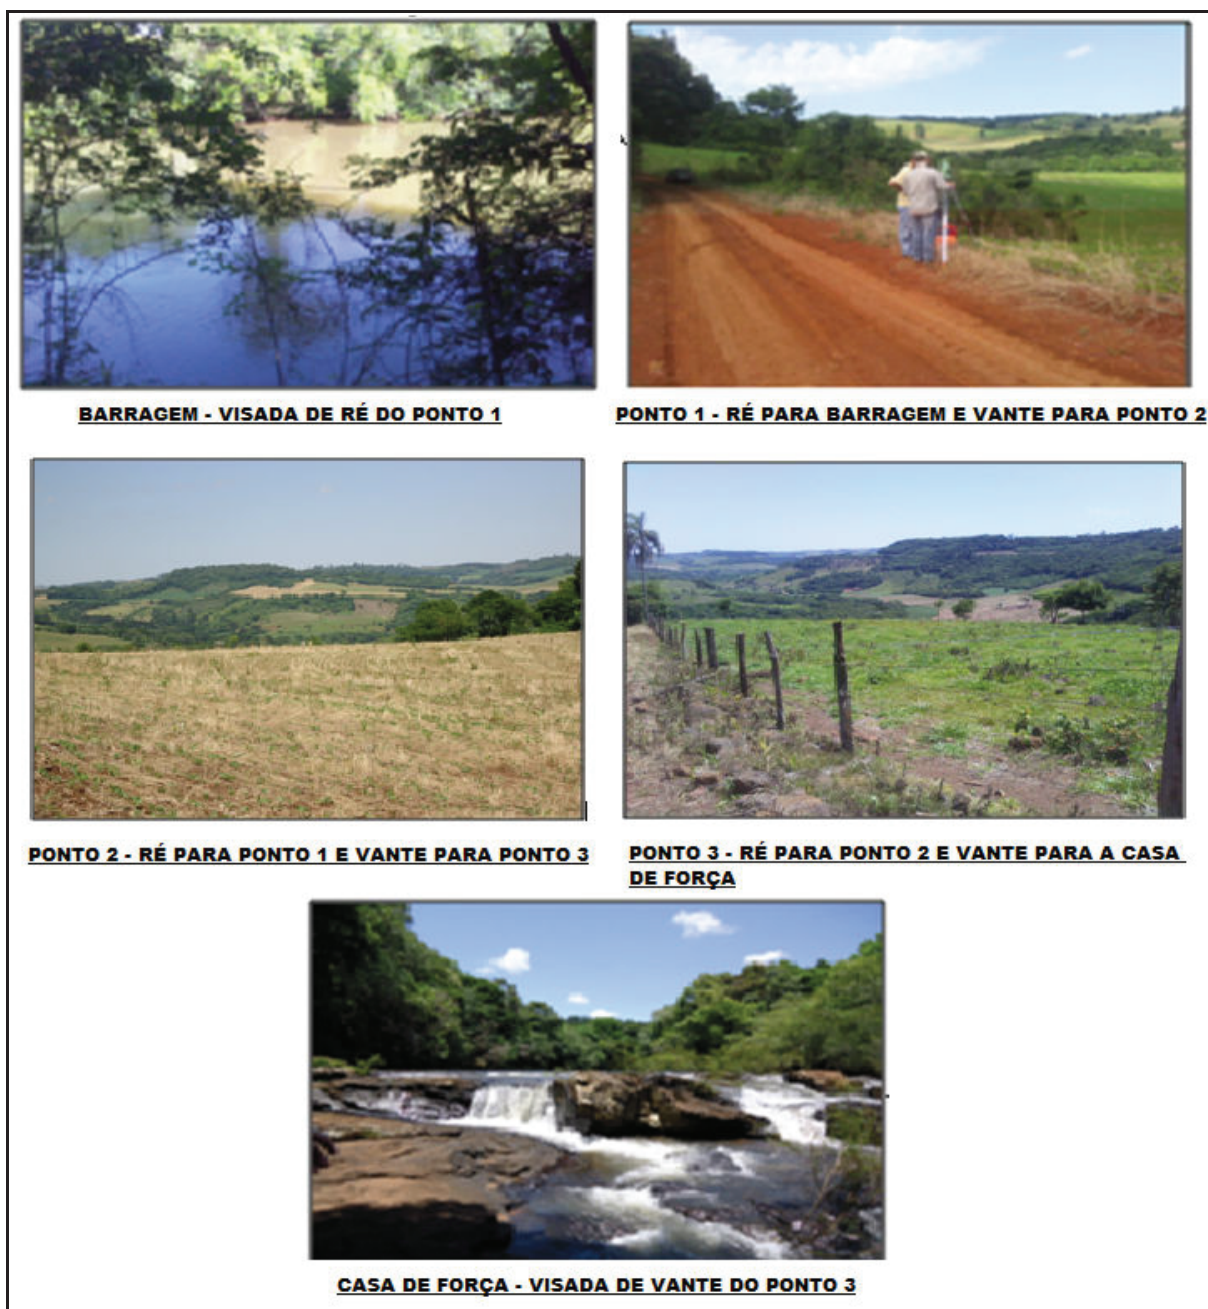 BARRAGEM - VISADA DE RÉ DO PONTO 1
PONTO 1 - RÉ PARA BARRAGEM E VANTE PARA PONTO 2
PONTO 2 - RÉ PARA PONTO 1 E VANTE PARA PONTO 3
PONTO 3 - RÉ PARA PONTO 2 E VANTE PARA A CASA
DE FORÇA
CASA DE FORÇA - VISADA DE VANTE DO PONTO 3